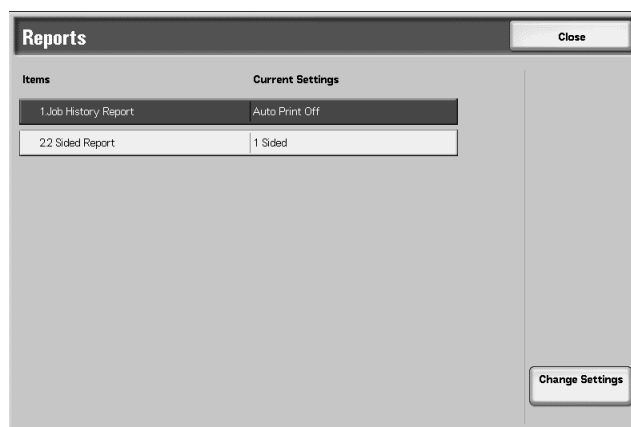 Reports
Close
Items Current Settings
1.Job History Report Auto Print Off
2.2 Sided Report 1 Sided
Change Settings